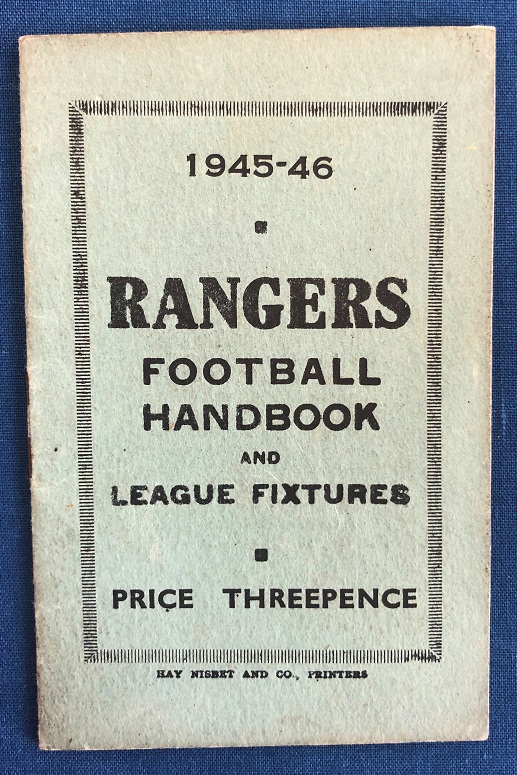 1945-46
RANGERS
FOOTBALL
HANDBOOK
AND
LEAGUE FIXTURES
PRICE THREEPENCE
HAY NISBET AND CO., PRINTERS